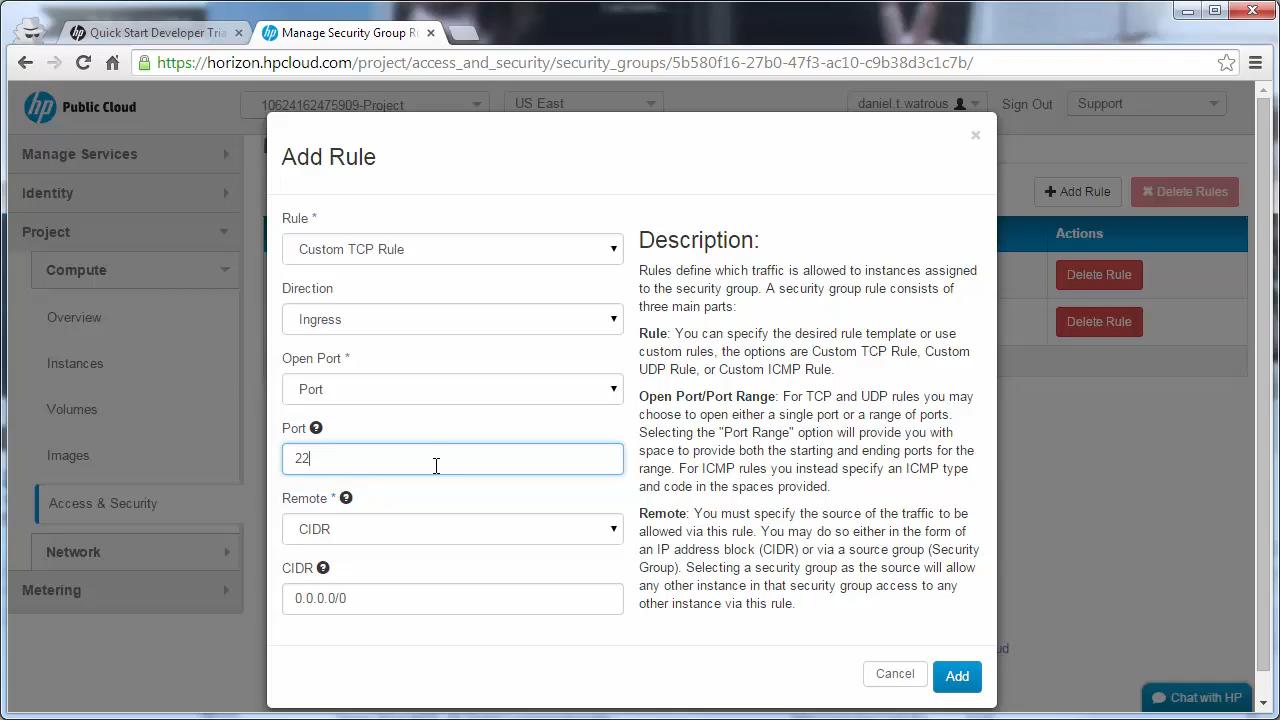 Quick Start Developer Tria
Manage Security Group R
https://horizon.hpcloud.com/project/access_and_security/security_groups/5b580f16-27b0-47f3-ac10-c9b38d3c1c7b/
hp Public Cloud
10624162475909-Project
US East
daniel.t.watrous
Sign Out
Support
Manage Services
Identity
Project
Compute
Overview
Instances
Volumes
Images
Access & Security
Network
Metering
Add Rule
Delete Rules
Actions
Delete Rule
Delete Rule
×
Add Rule
Rule *
Custom TCP Rule
Direction
Ingress
Open Port *
Port
Port
22
Remote *
CIDR
CIDR
0.0.0.0/0
Description:
Rules define which traffic is allowed to instances assigned
to the security group. A security group rule consists of
three main parts:
Rule: You can specify the desired rule template or use
custom rules, the options are Custom TCP Rule, Custom
UDP Rule, or Custom ICMP Rule.
Open Port/Port Range: For TCP and UDP rules you may
choose to open either a single port or a range of ports.
Selecting the "Port Range" option will provide you with
space to provide both the starting and ending ports for the
range. For ICMP rules you instead specify an ICMP type
and code in the spaces provided.
Remote: You must specify the source of the traffic to be
allowed via this rule. You may do so either in the form of
an IP address block (CIDR) or via a source group (Security
Group). Selecting a security group as the source will allow
any other instance in that security group access to any
other instance via this rule.
Cancel
Add
Chat with HP